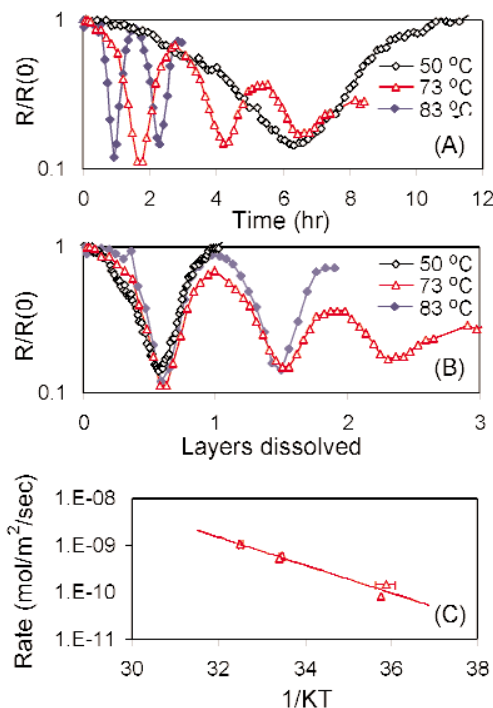 1
R/R(0)
0.1
50 °C
73 °C
83 °C
(A)
0 2 4 6 8 10 12
Time (hr)
1
R/R(0)
0.1
50 °C
73 °C
83 °C
(B)
0 1 2 3
Layers dissolved
Rate (mol/m²/sec)
1.E-08
1.E-09
1.E-10
1.E-11
(C)
30 32 34 36 38
1/KT